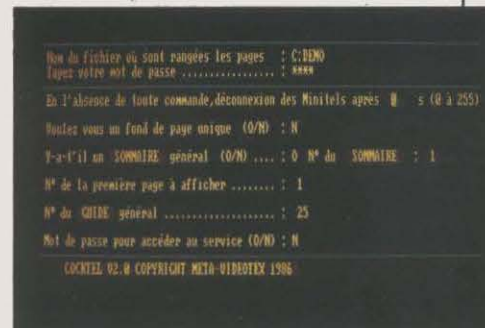 Nom du fichier où sont rangées les pages : C:DEMO
Tapez votre mot de passe ................. : ****
En l'absence de toute commande,déconnexion des Minitels après 0 s (0 à 255)
Voulez vous un fond de page unique (O/N) : N
Y-a-t'il un SOMMAIRE général (O/N) .... : O N° du SOMMAIRE : 1
N° de la première page à afficher ........ : 1
N° du GUIDE général ..................... : 25
Mot de passe pour accéder au service (O/N) : N
COCKTEL V2.0 COPYRIGHT META-VIDEOTEX 1986